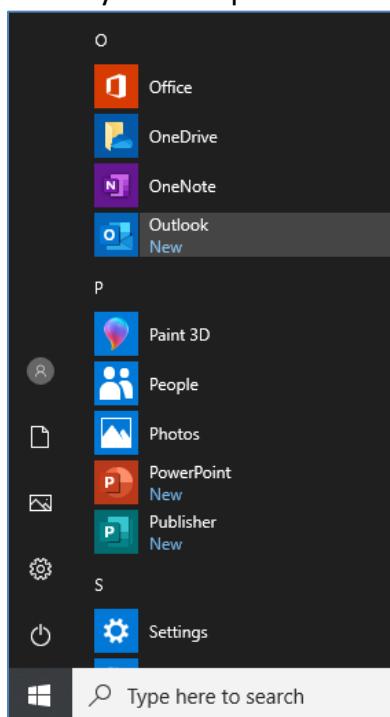 O
Office
OneDrive
OneNote
Outlook
New
P
Paint 3D
People
Photos
PowerPoint
New
Publisher
New
S
Settings
Type here to search